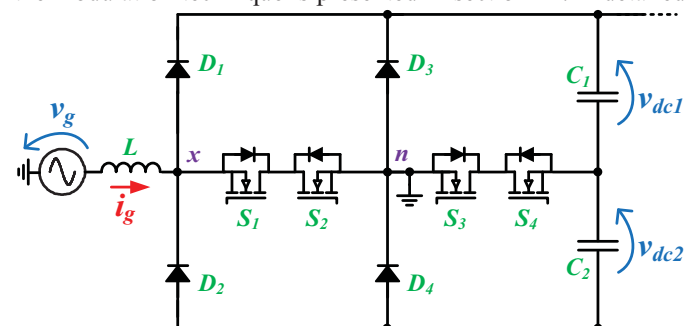 D1 D3
C1
vg vdc1
L x n
ig S1 S2 S3 S4
vdc2
C2
D2 D4